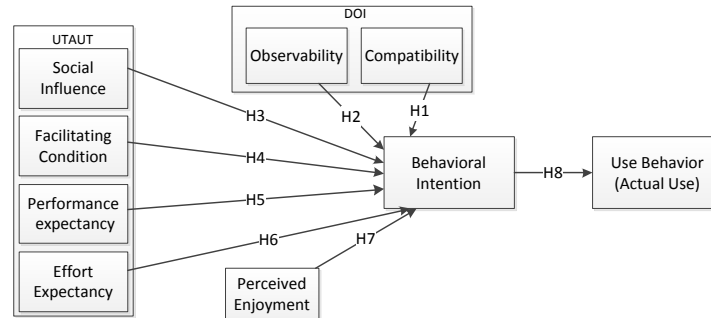 DOI
UTAUT
Observability
Compatibility
Social
Influence
H3
H2
H1
Facilitating
Condition
H4
Behavioral
Intention
H8
Use Behavior
(Actual Use)
Performance
expectancy
H5
H6
H7
Effort
Expectancy
Perceived
Enjoyment